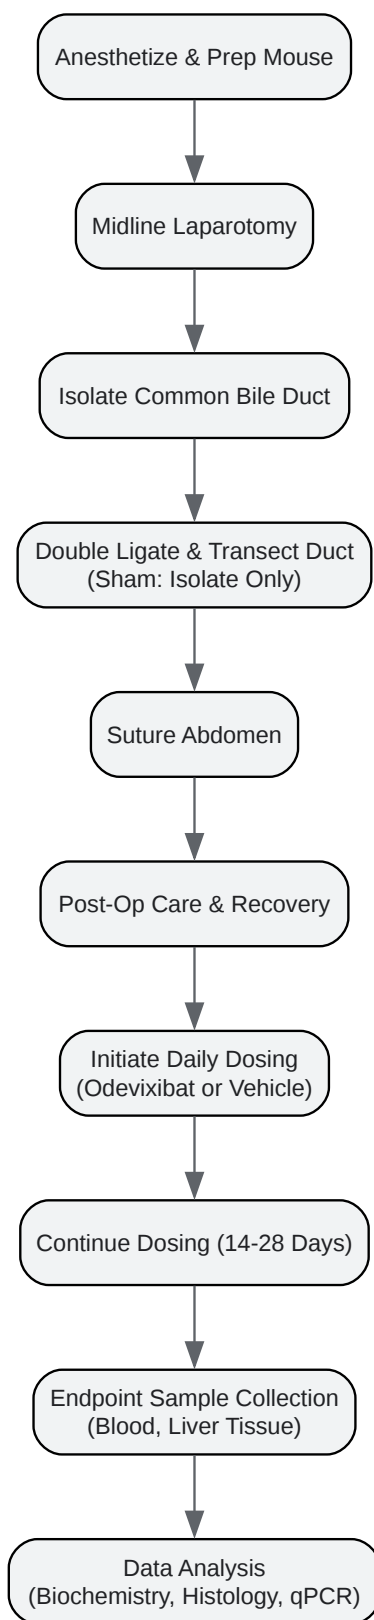 Anesthetize & Prep Mouse
Midline Laparotomy
Isolate Common Bile Duct
Double Ligate & Transect Duct
(Sham: Isolate Only)
Suture Abdomen
Post-Op Care & Recovery
Initiate Daily Dosing
(Odevixibat or Vehicle)
Continue Dosing (14-28 Days)
Endpoint Sample Collection
(Blood, Liver Tissue)
Data Analysis
(Biochemistry, Histology, qPCR)